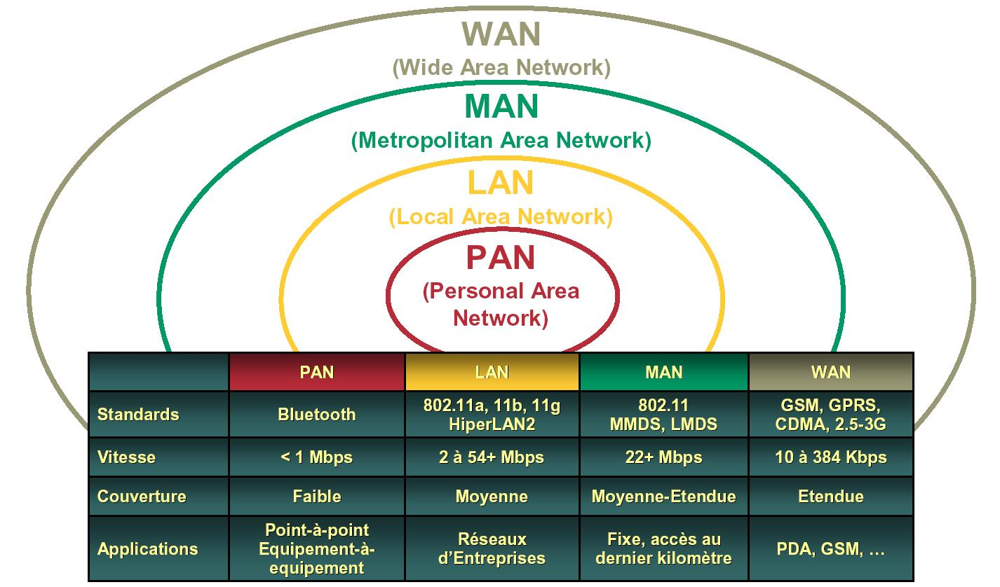 WAN
(Wide Area Network)
MAN
(Metropolitan Area Network)
LAN
(Local Area Network)
PAN
(Personal Area
Network)
PAN LAN MAN WAN
Standards Bluetooth 802.11a, 11b, 11g HiperLAN2 802.11 MMDS, LMDS GSM, GPRS, CDMA, 2.5-3G
Vitesse < 1 Mbps 2 à 54+ Mbps 22+ Mbps 10 à 384 Kbps
Couverture Faible Moyenne Moyenne-Etendue Etendue
Applications Point-à-point Equipement-à-equipement Réseaux d’Entreprises Fixe, accès au dernier kilomètre PDA, GSM, …